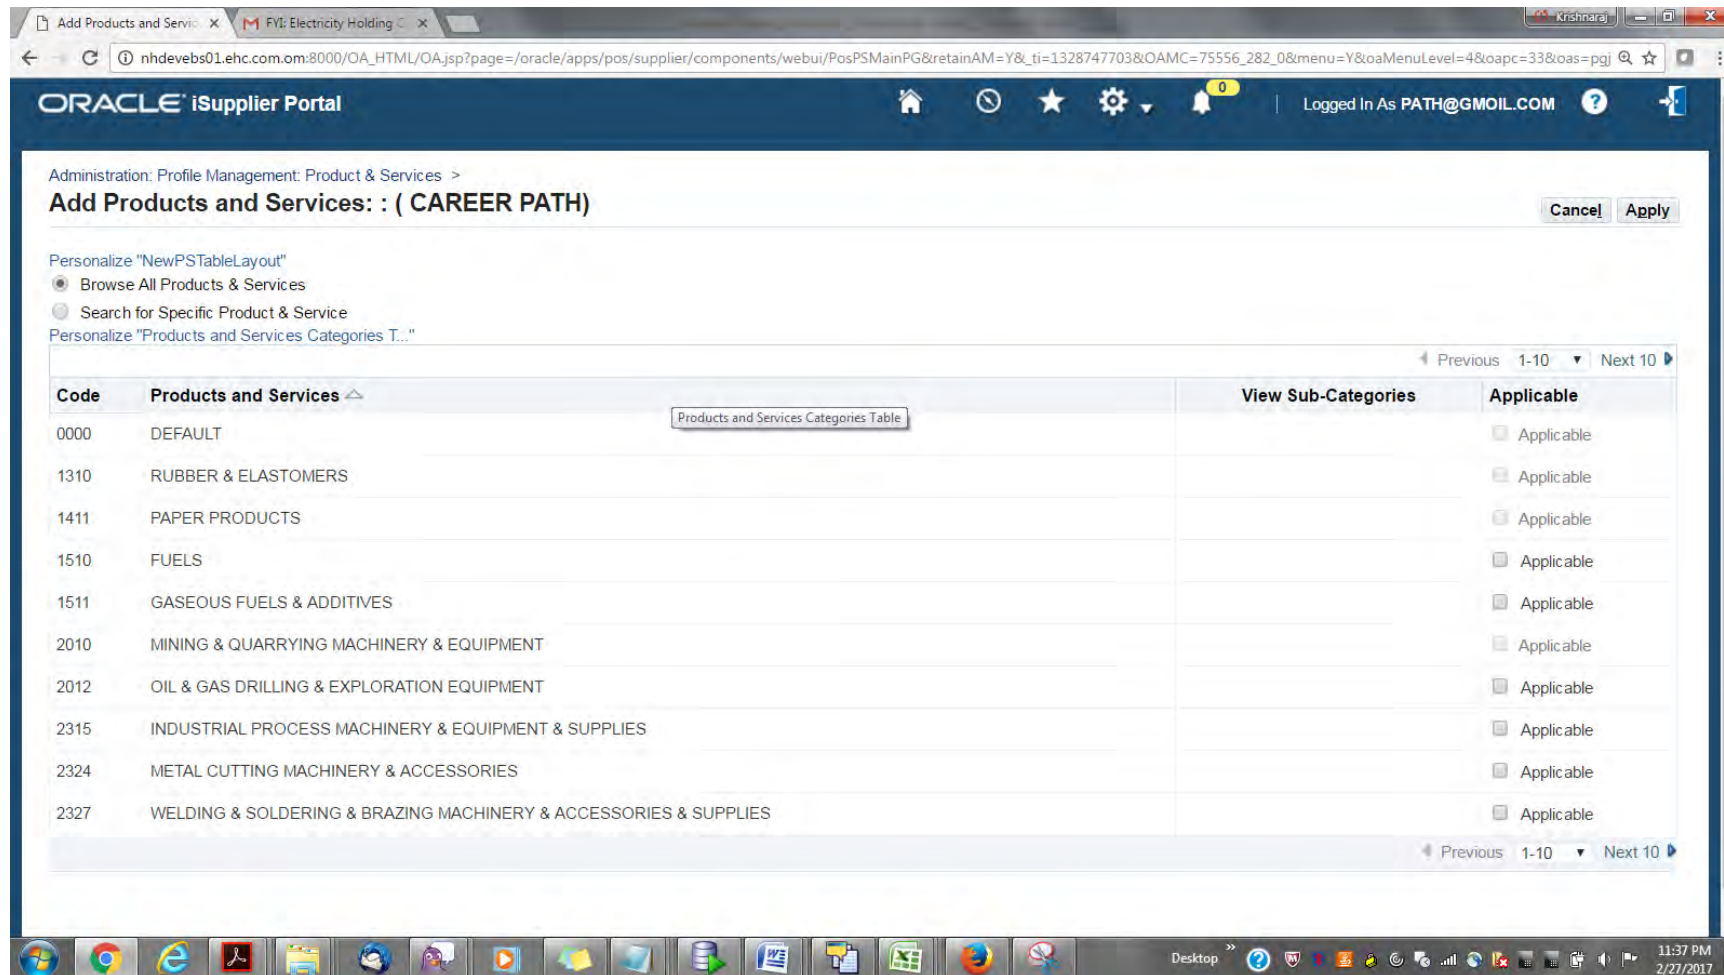 Add Products and Servic
FYI: Electricity Holding C
Krishnaraj
nhdevebs01.ehc.com.om:8000/OA_HTML/OA.jsp?page=/oracle/apps/pos/supplier/components/webui/PosPSMainPG&retainAM=Y&_ti=1328747703&OAMC=75556_282_0&menu=Y&oaMenuLevel=4&oapc=33&oas=pgj
ORACLE iSupplier Portal
0
Logged In As PATH@GMOIL.COM
Administration: Profile Management: Product & Services >
Add Products and Services: : ( CAREER PATH)
Cancel Apply
Personalize "NewPSTableLayout"
Browse All Products & Services
Search for Specific Product & Service
Personalize "Products and Services Categories T..."
Previous 1-10 Next 10
Code Products and Services View Sub-Categories Applicable
Products and Services Categories Table
0000 DEFAULT Applicable
1310 RUBBER & ELASTOMERS Applicable
1411 PAPER PRODUCTS Applicable
1510 FUELS Applicable
1511 GASEOUS FUELS & ADDITIVES Applicable
2010 MINING & QUARRYING MACHINERY & EQUIPMENT Applicable
2012 OIL & GAS DRILLING & EXPLORATION EQUIPMENT Applicable
2315 INDUSTRIAL PROCESS MACHINERY & EQUIPMENT & SUPPLIES Applicable
2324 METAL CUTTING MACHINERY & ACCESSORIES Applicable
2327 WELDING & SOLDERING & BRAZING MACHINERY & ACCESSORIES & SUPPLIES Applicable
Previous 1-10 Next 10
Desktop
11:37 PM
2/27/2017